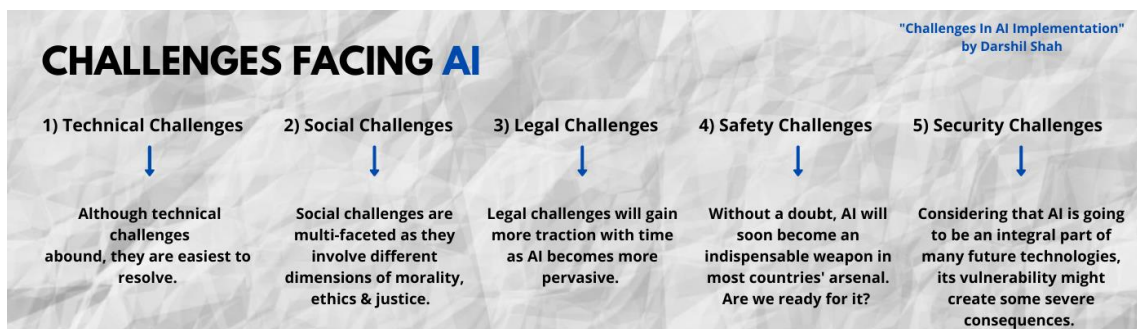 "Challenges In AI Implementation"
by Darshil Shah
CHALLENGES FACING AI
1) Technical Challenges
Although technical
challenges
abound, they are easiest to
resolve.
2) Social Challenges
Social challenges are
multi-faceted as they
involve different
dimensions of morality,
ethics & justice.
3) Legal Challenges
Legal challenges will gain
more traction with time
as AI becomes more
pervasive.
4) Safety Challenges
Without a doubt, AI will
soon become an
indispensable weapon in
most countries' arsenal.
Are we ready for it?
5) Security Challenges
Considering that AI is going
to be an integral part of
many future technologies,
its vulnerability might
create some severe
consequences.